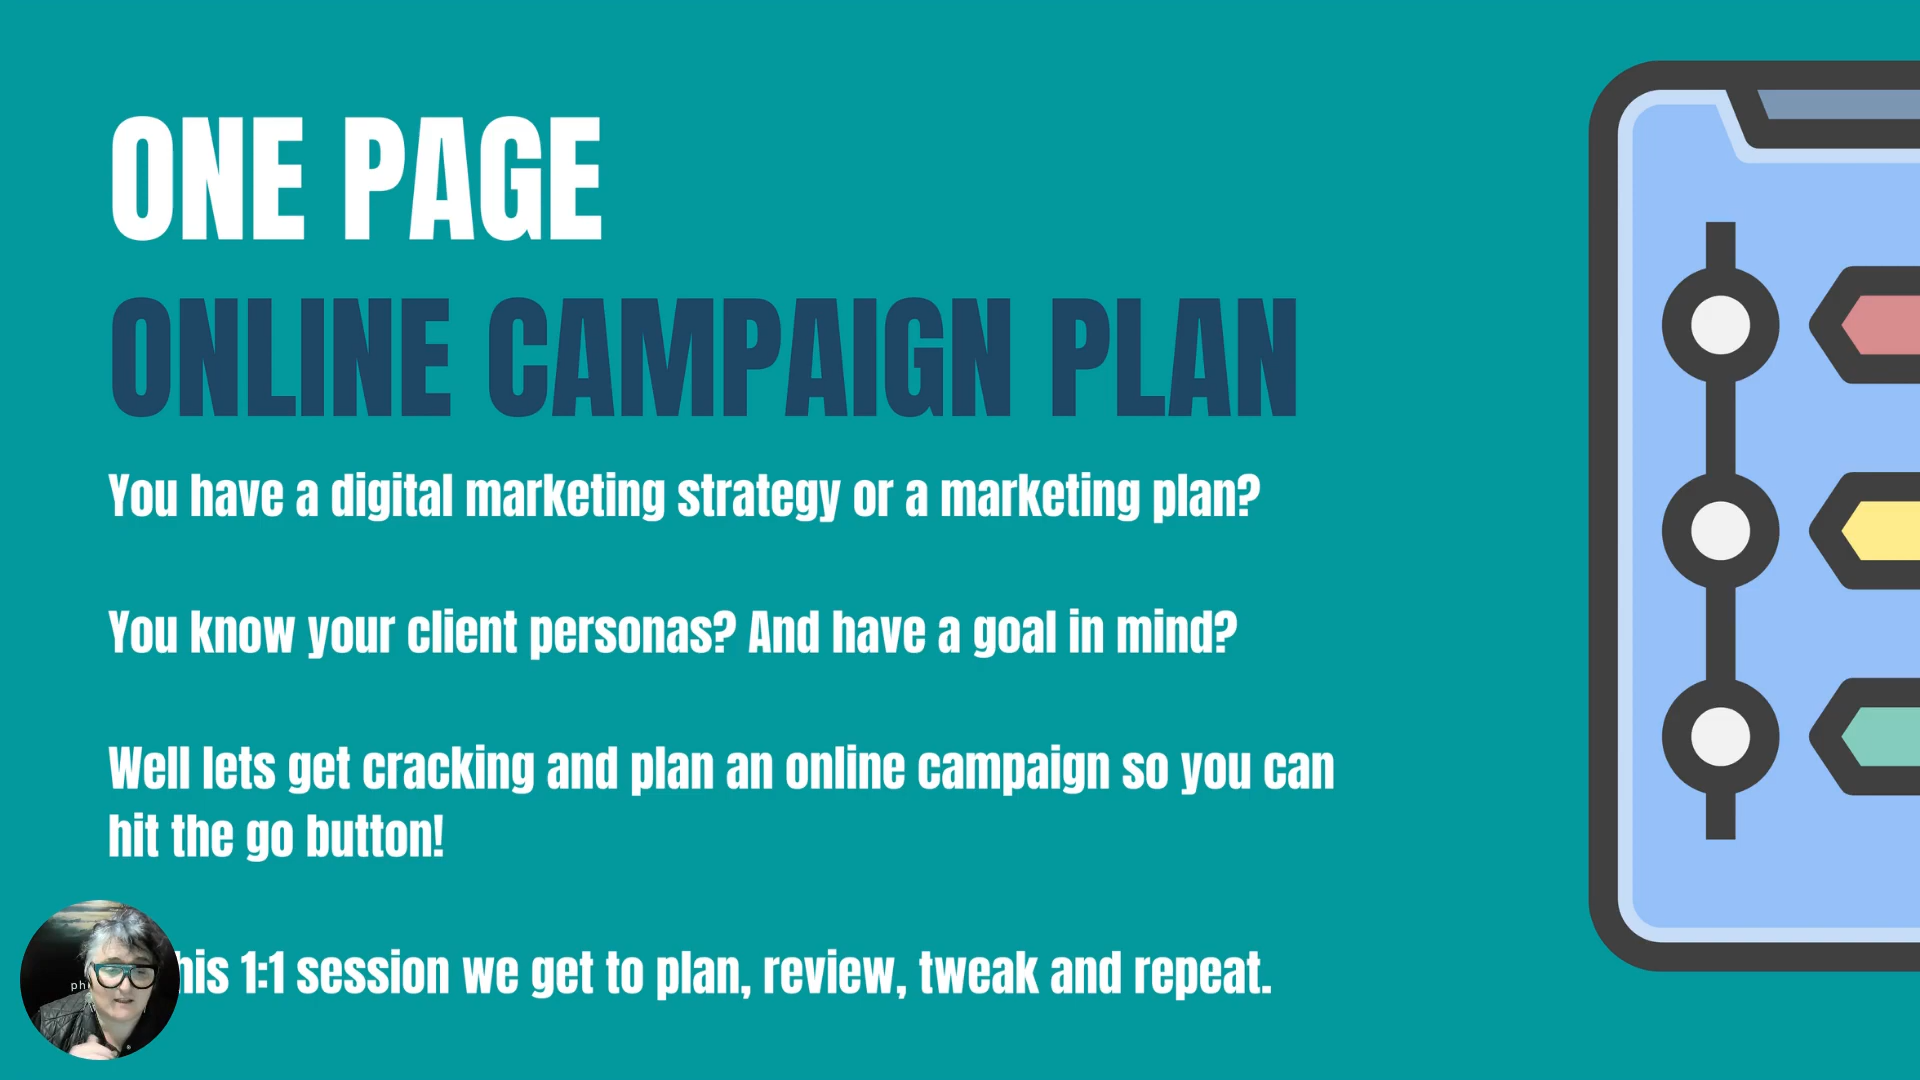 ONE PAGE
ONLINE CAMPAIGN PLAN
You have a digital marketing strategy or a marketing plan?
You know your client personas? And have a goal in mind?
Well lets get cracking and plan an online campaign so you can
hit the go button!
his 1:1 session we get to plan, review, tweak and repeat.